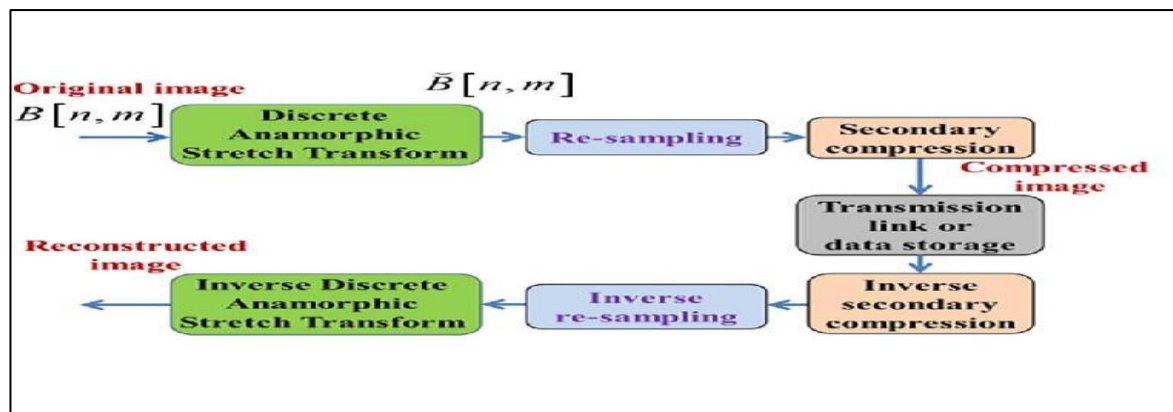 Original image
B [n, m]
B̆ [n, m]
Discrete
Anamorphic
Stretch Transform
Re-sampling
Secondary
compression
Compressed
image
Transmission
link or
data storage
Inverse
secondary
compression
Inverse
re-sampling
Inverse Discrete
Anamorphic
Stretch Transform
Reconstructed
image